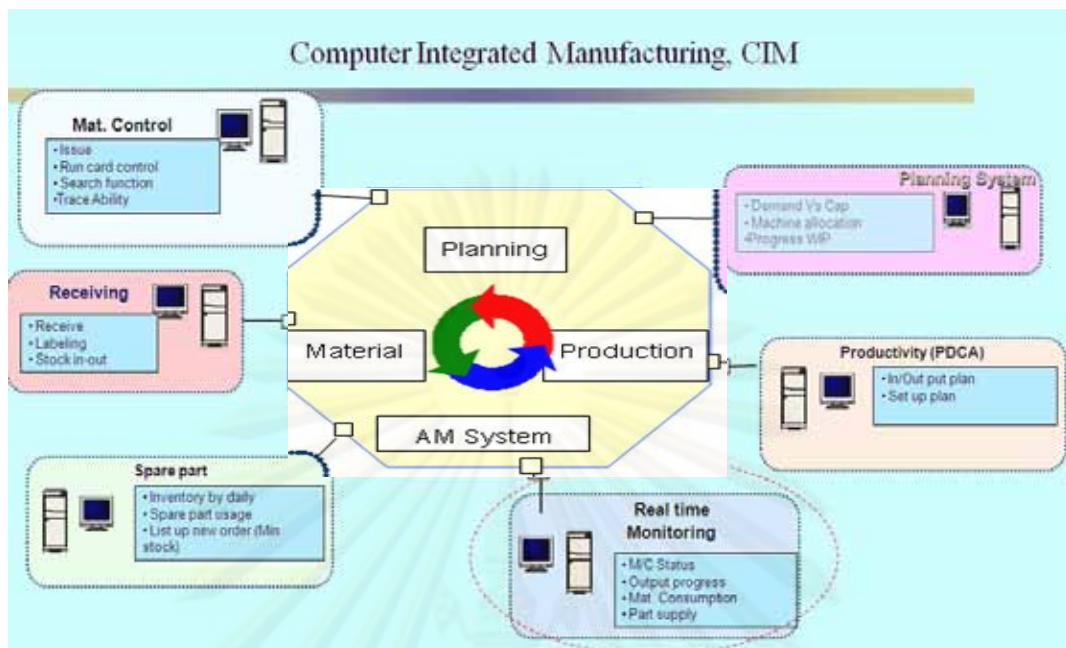 Computer Integrated Manufacturing, CIM
Mat. Control
• Issue
• Run card control
• Search function
•Trace Ability
Planning System
• Demand Vs Cap
• Machine allocation
•Progress WIP
Planning
Receiving
• Receive
• Labeling
• Stock in-out
Material
Production
Productivity (PDCA)
• In/Out put plan
• Set up plan
AM System
Spare part
• Inventory by daily
• Spare part usage
• List up new order (Min
stock)
Real time
Monitoring
• M/C Status
• Output progress
• Mat. Consumption
• Part supply